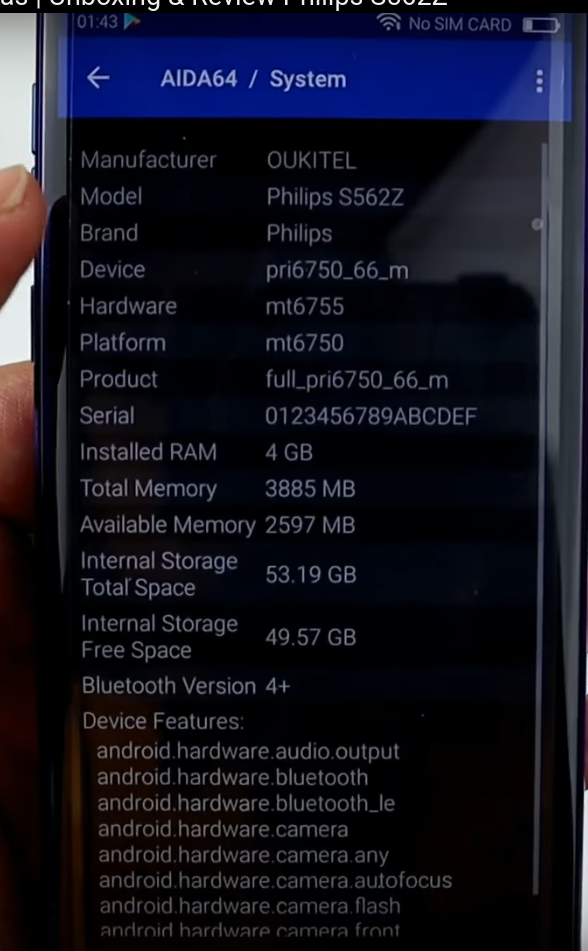 | Unboxing & Review Philips S562Z
01:43 No SIM CARD
AIDA64 / System
Manufacturer OUKITEL
Model Philips S562Z
Brand Philips
Device pri6750_66_m
Hardware mt6755
Platform mt6750
Product full_pri6750_66_m
Serial 0123456789ABCDEF
Installed RAM 4 GB
Total Memory 3885 MB
Available Memory 2597 MB
Internal Storage
Total Space 53.19 GB
Internal Storage
Free Space 49.57 GB
Bluetooth Version 4+
Device Features:
android.hardware.audio.output
android.hardware.bluetooth
android.hardware.bluetooth_le
android.hardware.camera
android.hardware.camera.any
android.hardware.camera.autofocus
android.hardware.camera.flash
android.hardware.camera.front